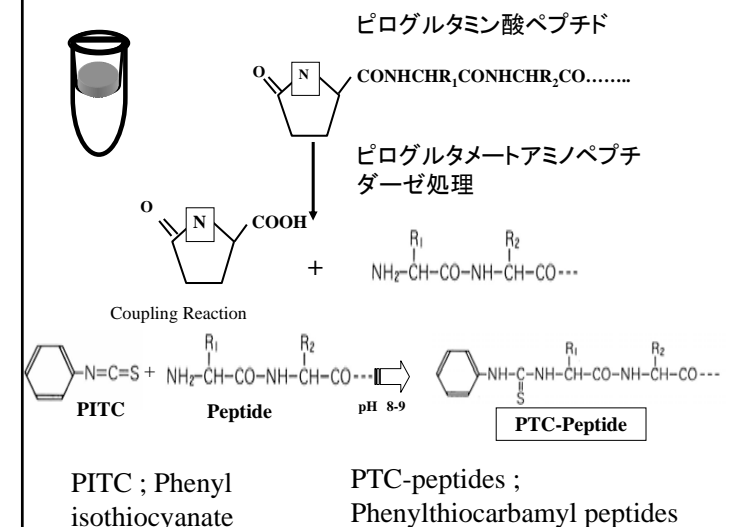 ピログルタミン酸ペプチド
O N CONHCHR₁CONHCHR₂CO……..
ピログルタメートアミノペプチ
ダーゼ処理
O N COOH
+
R₁ R₂
NH₂-CH-CO-NH-CH-CO---
Coupling Reaction
R₁ R₂ R₁ R₂
-N=C=S + NH₂-CH-CO-NH-CH-CO--- -NH-C-NH-CH-CO-NH-CH-CO---
S
PITC Peptide pH 8-9 PTC-Peptide
PITC ; Phenyl
isothiocyanate
PTC-peptides ;
Phenylthiocarbamyl peptides